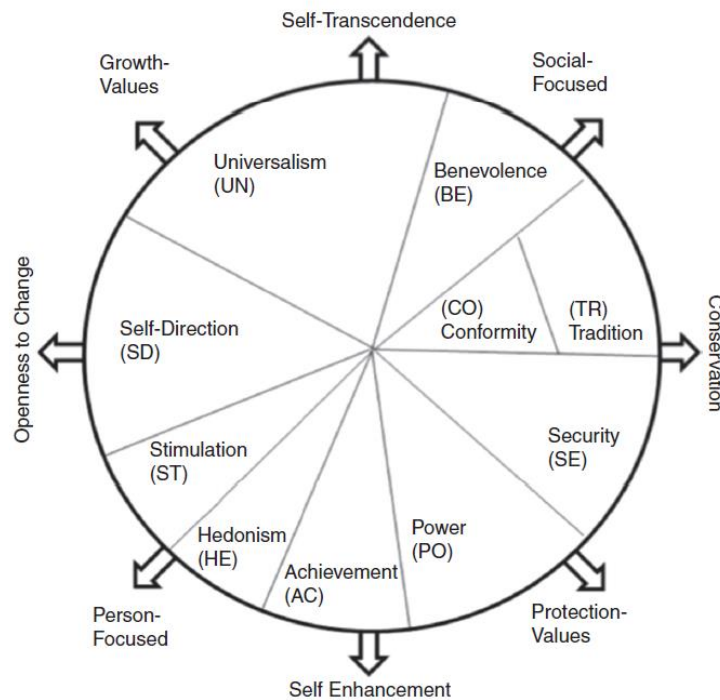 Self-Transcendence
Growth-
Values
Social-
Focused
Universalism
(UN)
Benevolence
(BE)
(CO)
Conformity
(TR)
Tradition
Openness to Change
Self-Direction
(SD)
Conservation
Stimulation
(ST)
Security
(SE)
Hedonism
(HE)
Achievement
(AC)
Power
(PO)
Person-
Focused
Protection-
Values
Self Enhancement